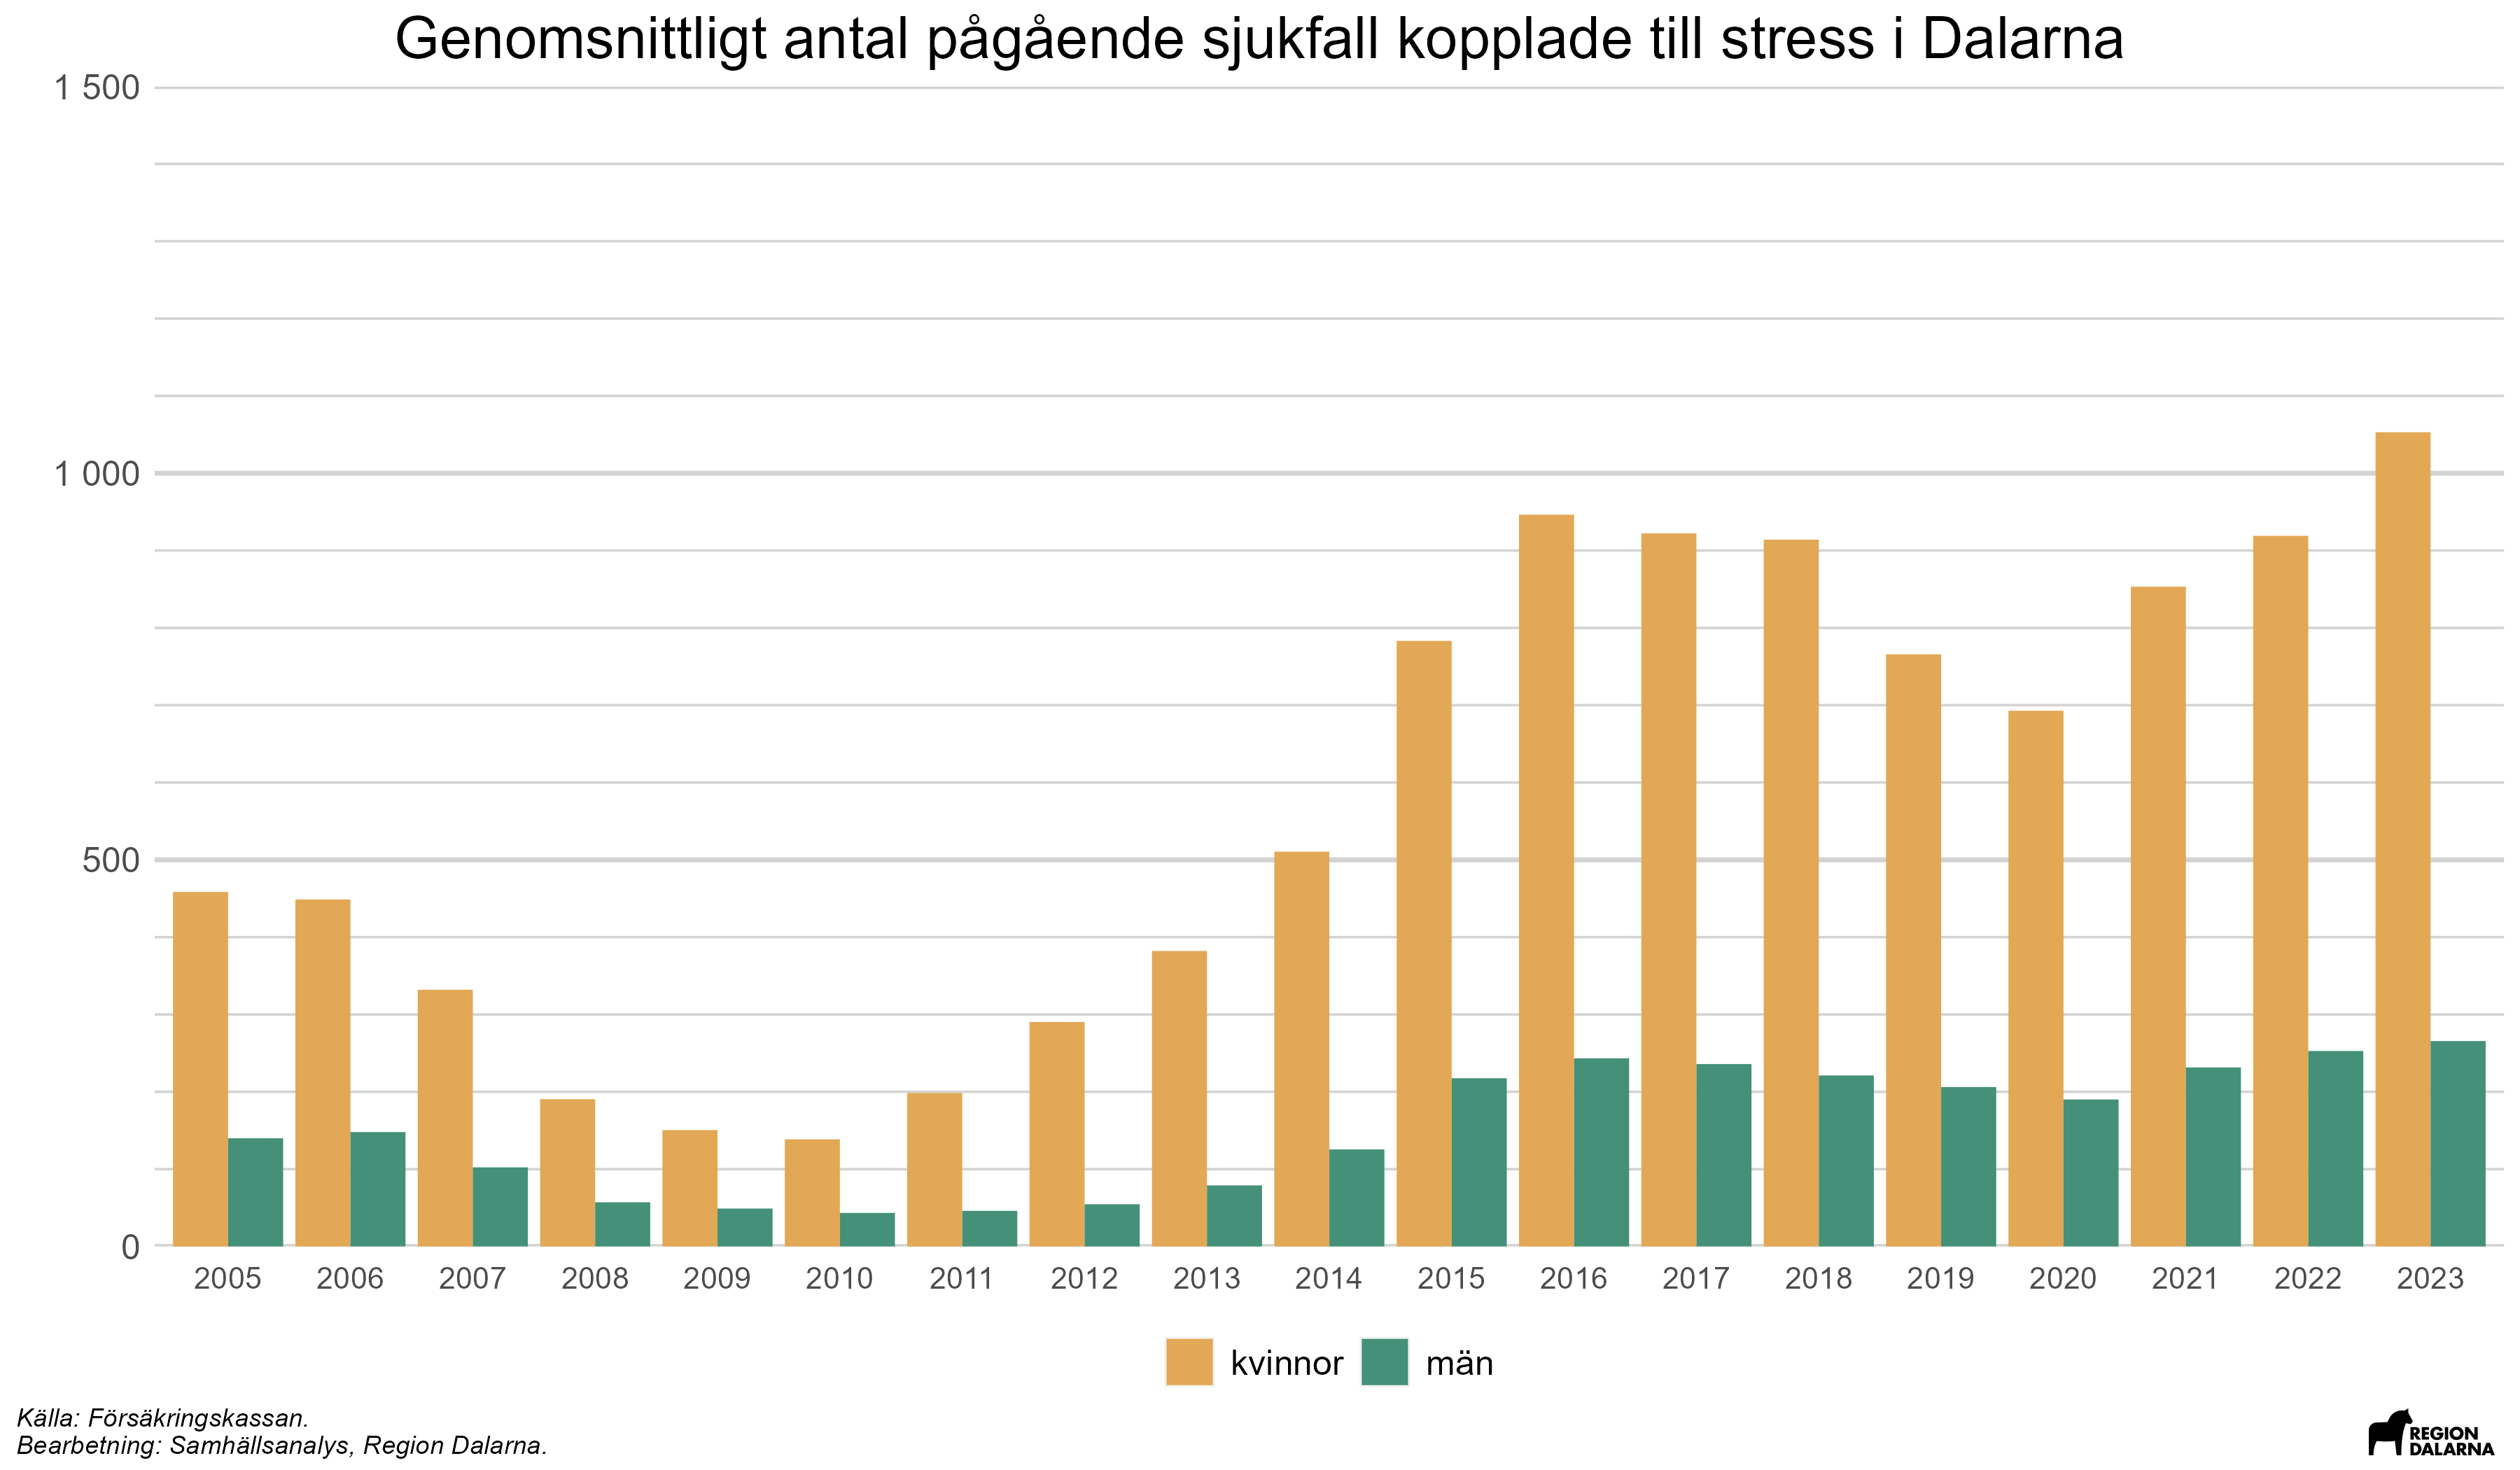 Genomsnittligt antal pågående sjukfall kopplade till stress i Dalarna
1 500
1 000
500
0
2005 2006 2007 2008 2009 2010 2011 2012 2013 2014 2015 2016 2017 2018 2019 2020 2021 2022 2023
kvinnor män
Källa: Försäkringskassan.
Bearbetning: Samhällsanalys, Region Dalarna.
REGION
DALARNA